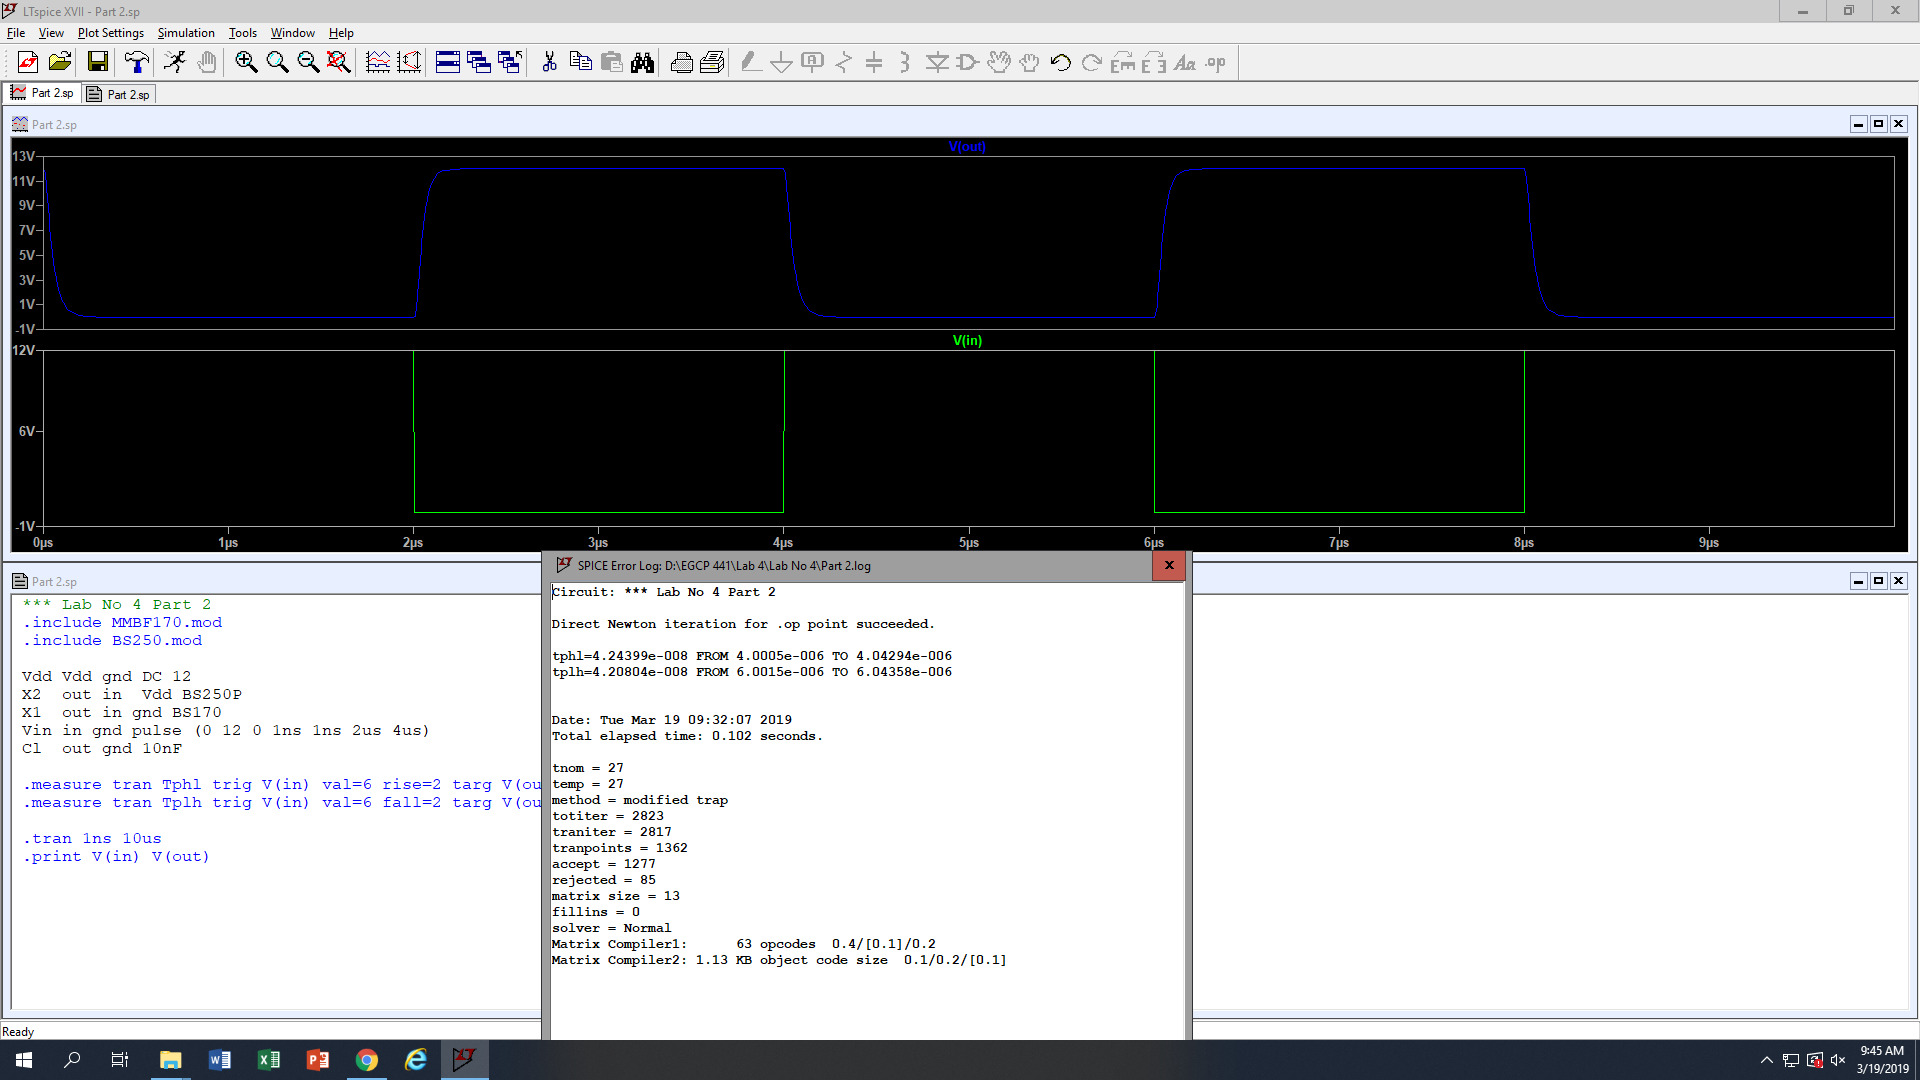 LTspice XVII - Part 2.sp
File View Plot Settings Simulation Tools Window Help
Part 2.sp Part 2.sp
Part 2.sp
V(out)
13V
11V
9V
7V
5V
3V
1V
-1V
V(in)
12V
6V
-1V
0µs 1µs 2µs 3µs 4µs 5µs 6µs 7µs 8µs 9µs
Part 2.sp
*** Lab No 4 Part 2
.include MMBF170.mod
.include BS250.mod
Vdd Vdd gnd DC 12
X2 out in Vdd BS250P
X1 out in gnd BS170
Vin in gnd pulse (0 12 0 1ns 1ns 2us 4us)
Cl out gnd 10nF
.measure tran Tphl trig V(in) val=6 rise=2 targ V(ou
.measure tran Tplh trig V(in) val=6 fall=2 targ V(ou
.tran 1ns 10us
.print V(in) V(out)
SPICE Error Log: D:\EGCP 441\Lab 4\Lab No 4\Part 2.log
Circuit: *** Lab No 4 Part 2
Direct Newton iteration for .op point succeeded.
tphl=4.24399e-008 FROM 4.0005e-006 TO 4.04294e-006
tplh=4.20804e-008 FROM 6.0015e-006 TO 6.04358e-006
Date: Tue Mar 19 09:32:07 2019
Total elapsed time: 0.102 seconds.
tnom = 27
temp = 27
method = modified trap
totiter = 2823
traniter = 2817
tranpoints = 1362
accept = 1277
rejected = 85
matrix size = 13
fillins = 0
solver = Normal
Matrix Compiler1: 63 opcodes 0.4/[0.1]/0.2
Matrix Compiler2: 1.13 KB object code size 0.1/0.2/[0.1]
Ready
9:45 AM
3/19/2019